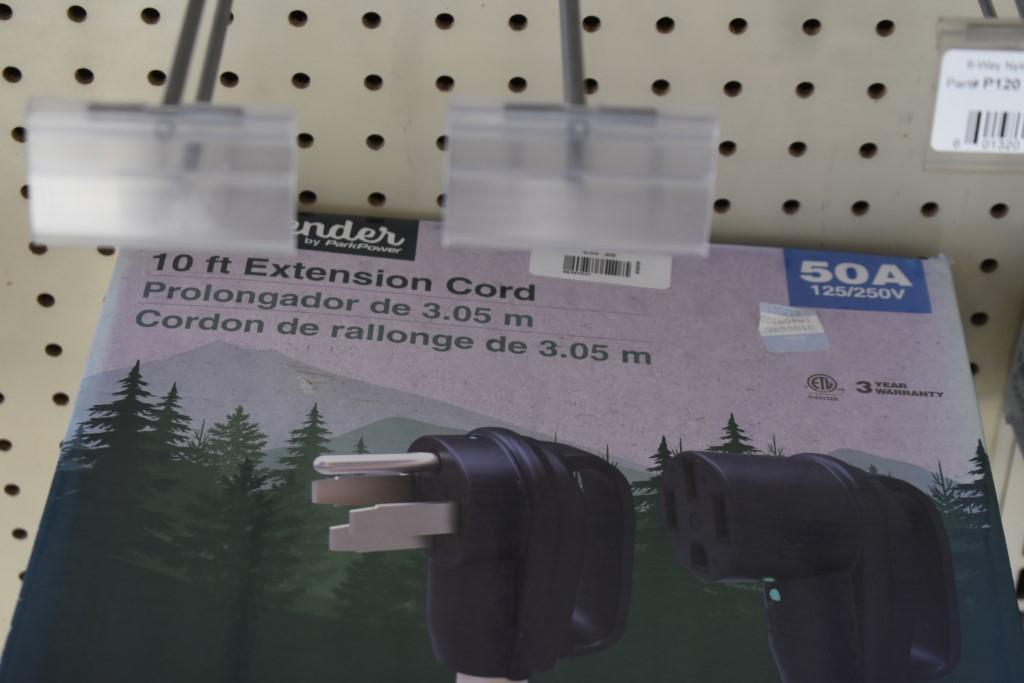 Part# P120
ender
by ParkPower
10 ft Extension Cord
Prolongador de 3.05 m
Cordon de rallonge de 3.05 m
50A
125/250V
ETL
Intertek
3 YEAR
WARRANTY